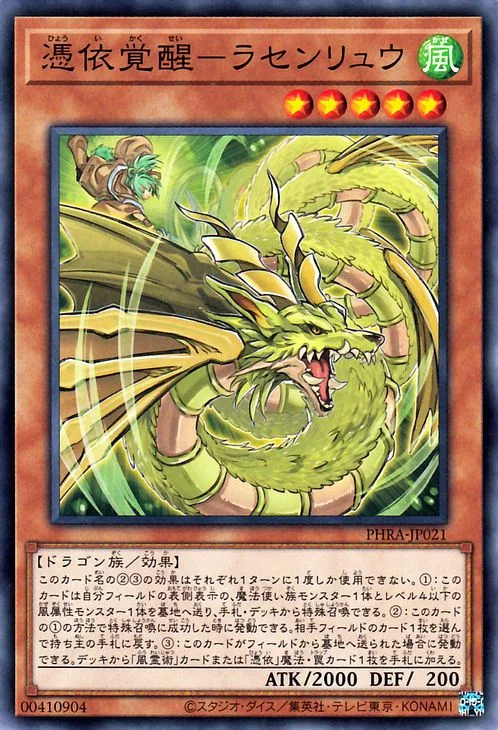 憑依覚醒－ラセンリュウ
風
PHRA-JP021
【ドラゴン族／効果】
このカード名の②③の効果はそれぞれ1ターンに1度しか使用できない。①：この
カードは自分フィールドの表側表示の、魔法使い族モンスター1体とレベル４以下の
風属性モンスター1体を墓地へ送り、手札・デッキから特殊召喚できる。②：このカード
の①の方法で特殊召喚に成功した時に発動できる。相手フィールドのカード1枚を選ん
で持ち主の手札に戻す。③：このカードがフィールドから墓地へ送られた場合に発動
できる。デッキから「風霊術」カードまたは「憑依」魔法・罠カード1枚を手札に加える。
ATK/2000 DEF/ 200
00410904
©スタジオ・ダイス／集英社・テレビ東京・KONAMI